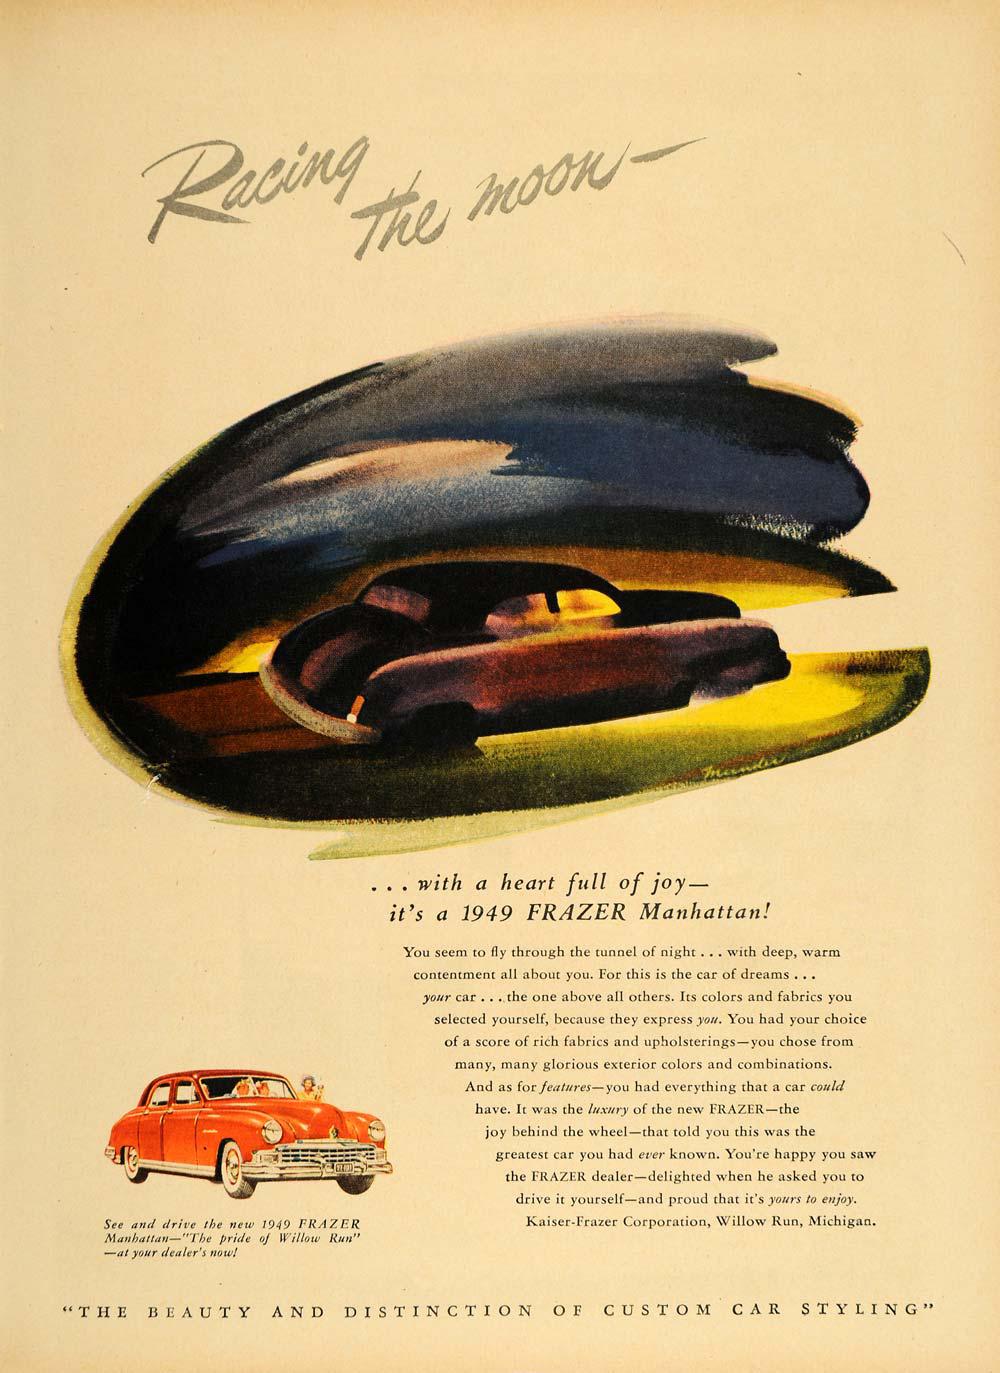 Racing
the moon—
. . . with a heart full of joy—
it's a 1949 FRAZER Manhattan!
You seem to fly through the tunnel of night . . . with deep, warm
contentment all about you. For this is the car of dreams . . .
your car . . . the one above all others. Its colors and fabrics you
selected yourself, because they express you. You had your choice
of a score of rich fabrics and upholsterings—you chose from
many, many glorious exterior colors and combinations.
And as for features—you had everything that a car could
have. It was the luxury of the new FRAZER—the
joy behind the wheel—that told you this was the
greatest car you had ever known. You're happy you saw
the FRAZER dealer—delighted when he asked you to
drive it yourself—and proud that it's yours to enjoy.
Kaiser-Frazer Corporation, Willow Run, Michigan.
See and drive the new 1949 FRAZER
Manhattan—"The pride of Willow Run"
—at your dealer's now!
"THE BEAUTY AND DISTINCTION OF CUSTOM CAR STYLING"